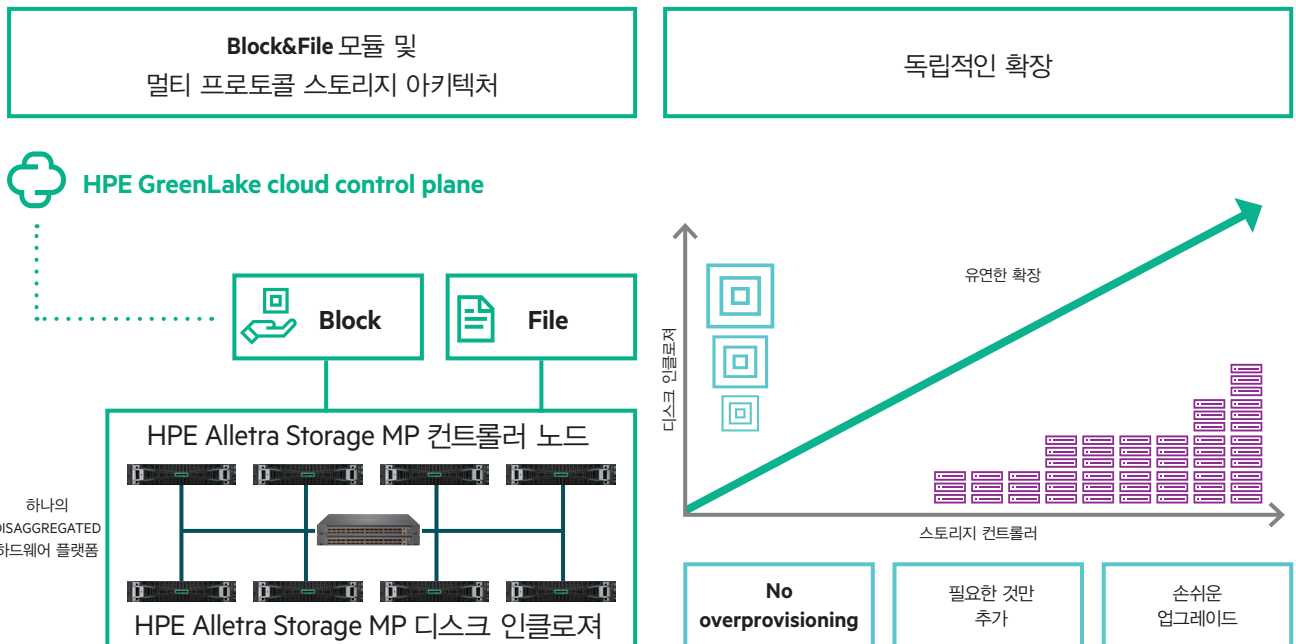 Block&File 모듈 및
멀티 프로토콜 스토리지 아키텍처
독립적인 확장
HPE GreenLake cloud control plane
Block
File
HPE Alletra Storage MP 컨트롤러 노드
하나의
DISAGGREGATED
하드웨어 플랫폼
HPE Alletra Storage MP 디스크 인클로져
유연한 확장
디스크 인클로져
스토리지 컨트롤러
No
overprovisioning
필요한 것만
추가
손쉬운
업그레이드